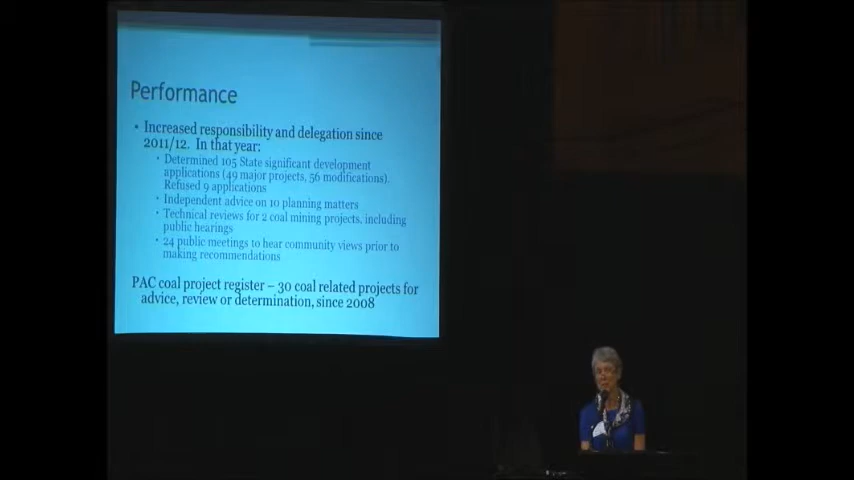 Performance
• Increased responsibility and delegation since
2011/12. In that year:
• Determined 105 State significant development
applications (49 major projects, 56 modifications).
Refused 9 applications
• Independent advice on 10 planning matters
• Technical reviews for 2 coal mining projects, including
public hearings
• 24 public meetings to hear community views prior to
making recommendations
PAC coal project register – 30 coal related projects for
advice, review or determination, since 2008